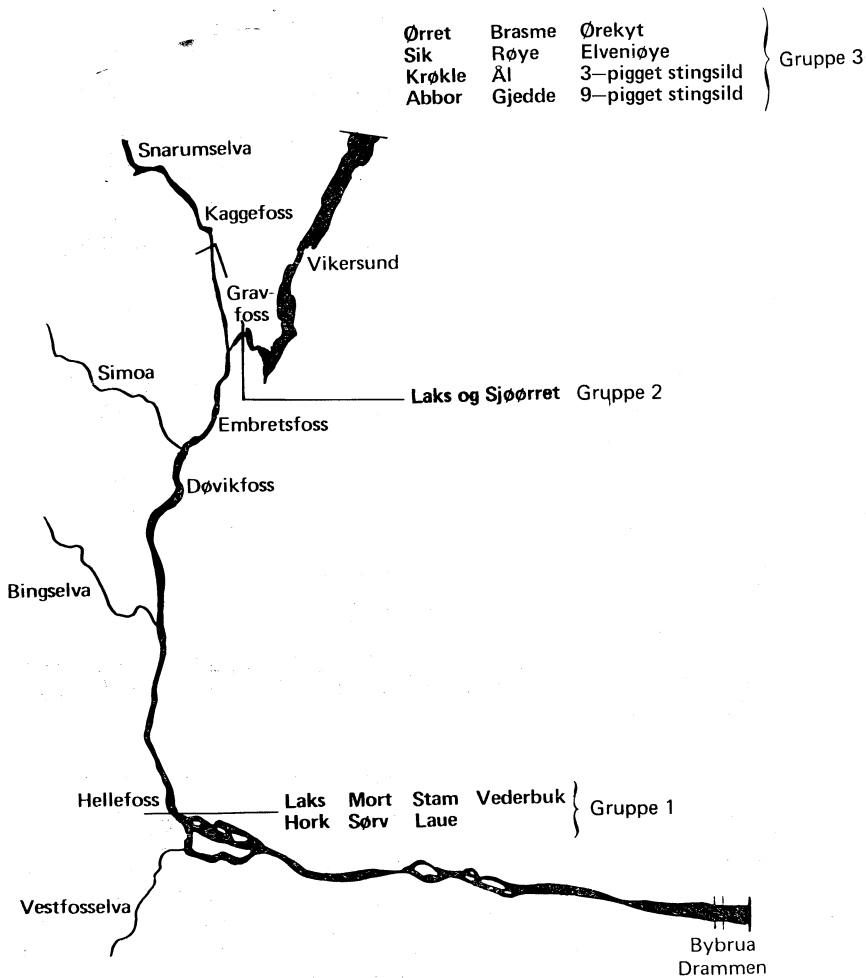 Ørret Brasme Ørekyt
Sik Røye Elveniøye
Krøkle Ål 3—pigget stingsild
Abbor Gjedde 9—pigget stingsild
Gruppe 3
Snarumselva
Kaggefoss
Vikersund
Grav-
foss
Simoa
Laks og Sjøørret Gruppe 2
Embretsfoss
Døvikfoss
Bingselva
Hellefoss
Laks Mort Stam Vederbuk
Hork Sørv Laue
Gruppe 1
Vestfosselva
Bybrua
Drammen